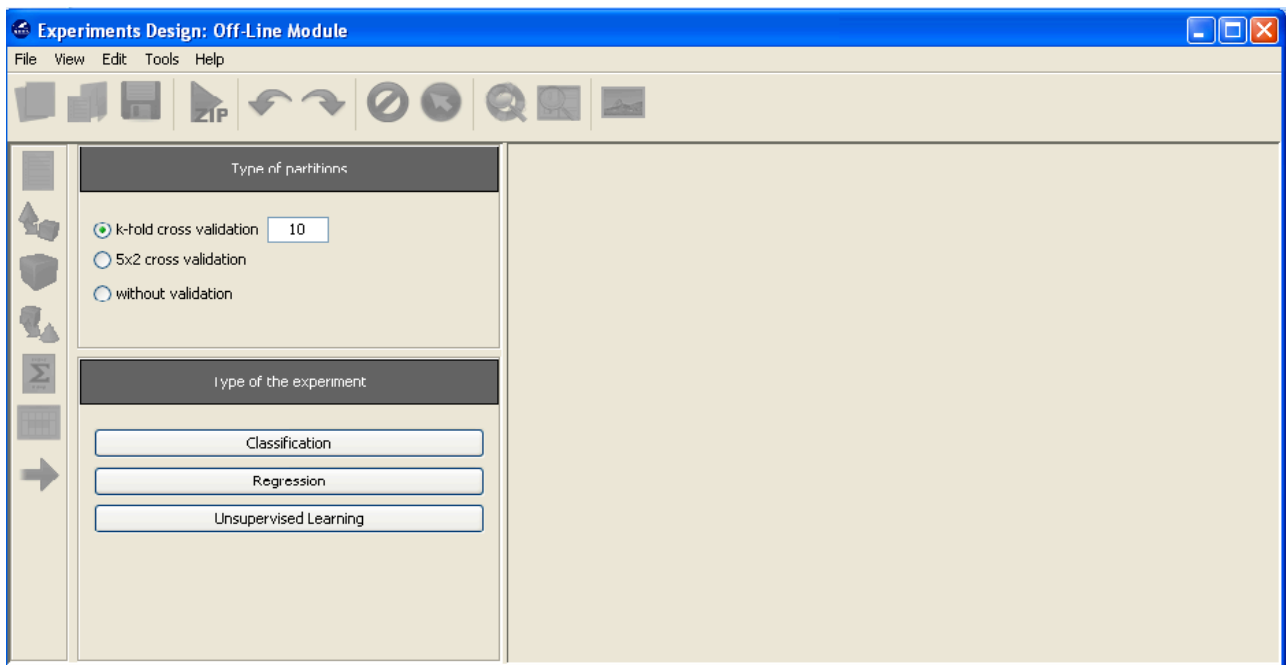 Experiments Design: Off-Line Module
File View Edit Tools Help
ZIP
Type of partitions
k-fold cross validation 10
5x2 cross validation
without validation
Type of the experiment
Classification
Regression
Unsupervised Learning